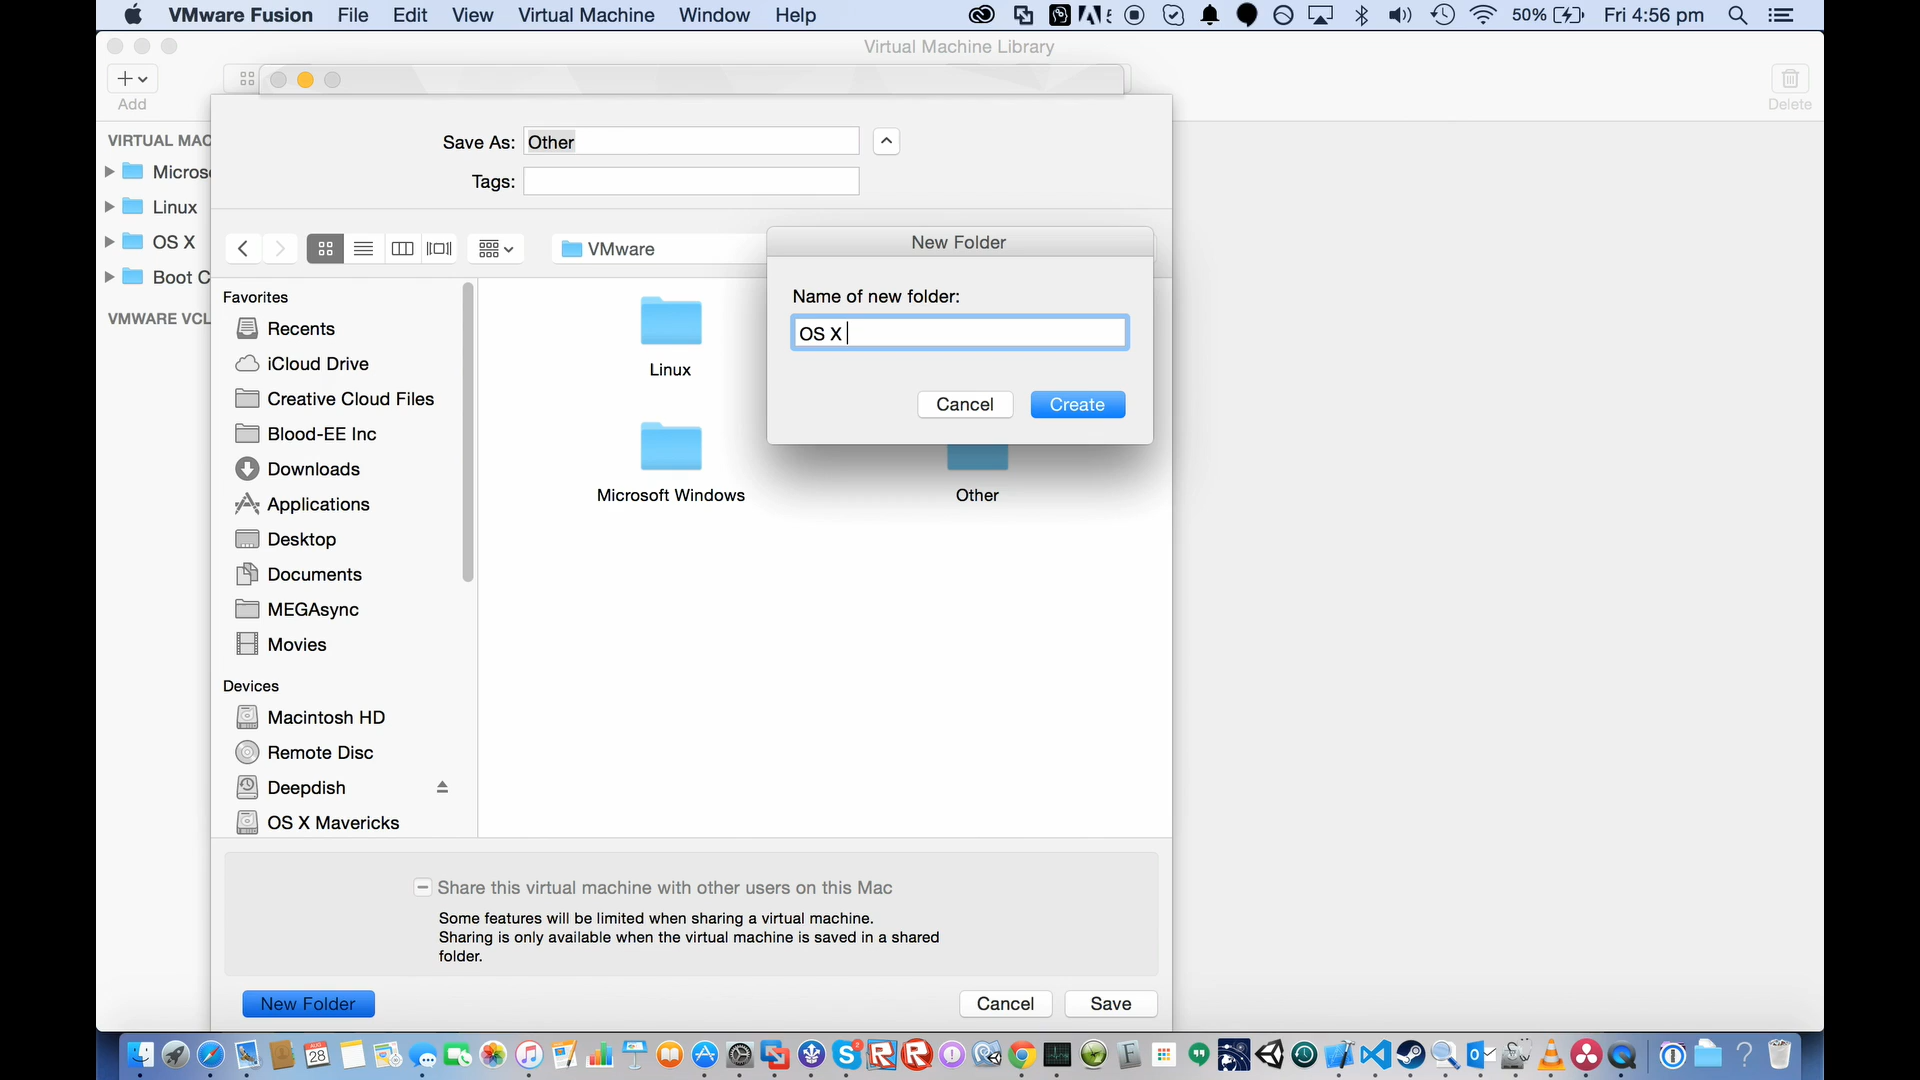 VMware Fusion File Edit View Virtual Machine Window Help 50% Fri 4:56 pm
Virtual Machine Library
Add
Delete
VIRTUAL MAC
Micros
Linux
OS X
Boot C
VMWARE VCL
Save As: Other
Tags:
VMware
Favorites
Recents
iCloud Drive
Creative Cloud Files
Blood-EE Inc
Downloads
Applications
Desktop
Documents
MEGAsync
Movies
Devices
Macintosh HD
Remote Disc
Deepdish
OS X Mavericks
Linux
Microsoft Windows
Other
New Folder
Name of new folder:
OS X
Cancel Create
Share this virtual machine with other users on this Mac
Some features will be limited when sharing a virtual machine.
Sharing is only available when the virtual machine is saved in a shared
folder.
New Folder Cancel Save